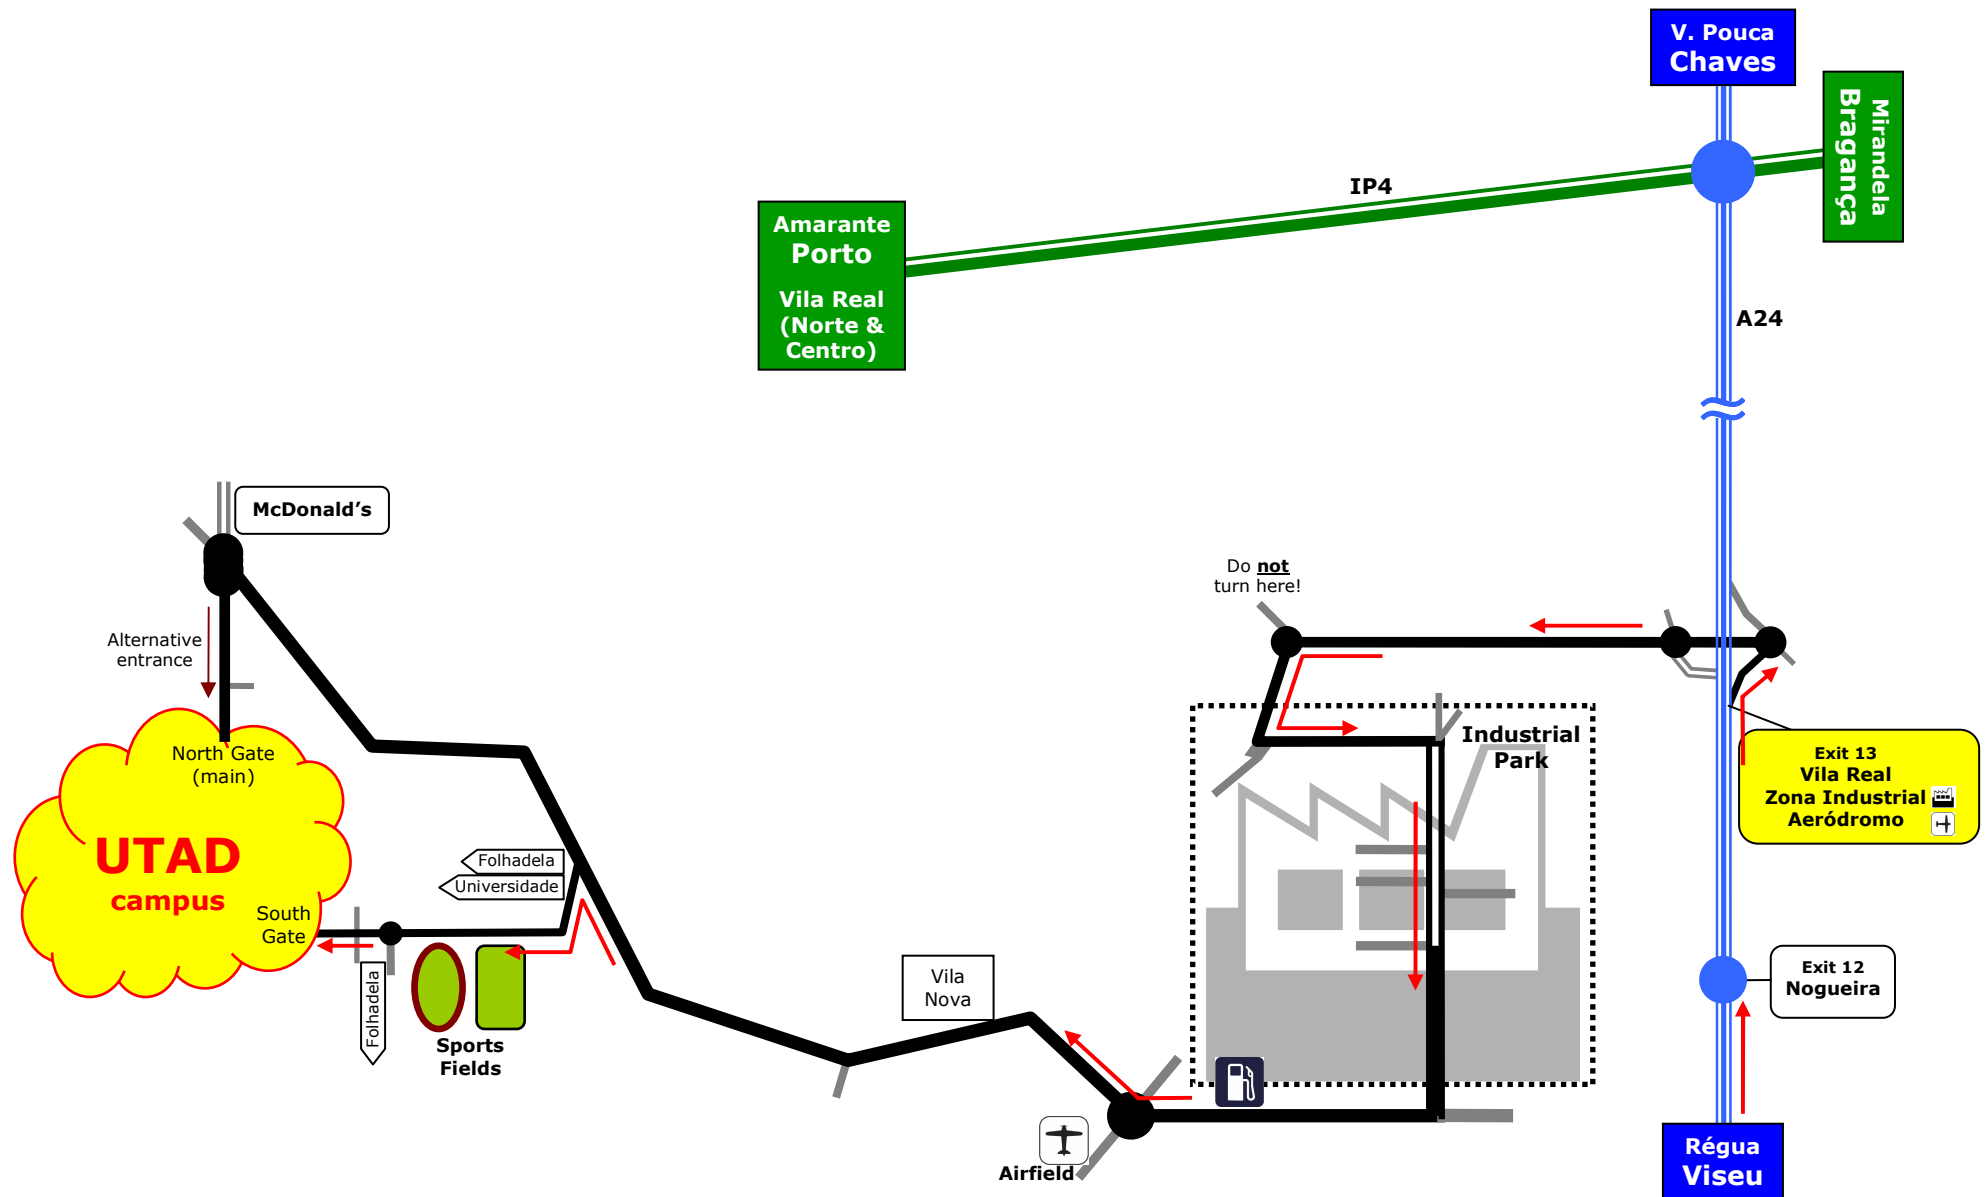 V. Pouca
Chaves
Mirandela
Bragança
IP4
Amarante
Porto
Vila Real
(Norte &
Centro)
A24
McDonald's
Do not
turn here!
Alternative
entrance
North Gate
(main)
Industrial
Park
Exit 13
Vila Real
Zona Industrial
Aeródromo
UTAD
campus
Folhadela
Universidade
South
Gate
Folhadela
Sports
Fields
Vila
Nova
Exit 12
Nogueira
Airfield
Régua
Viseu